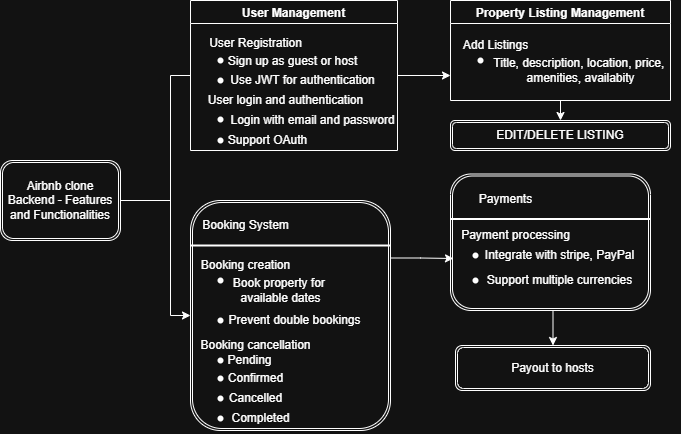 User Management
User Registration
Sign up as guest or host
Use JWT for authentication
User login and authentication
Login with email and password
Support OAuth
Property Listing Management
Add Listings
Title, description, location, price,
amenities, availabity
EDIT/DELETE LISTING
Airbnb clone
Backend - Features
and Functionalities
Booking System
Booking creation
Book property for
available dates
Prevent double bookings
Booking cancellation
Pending
Confirmed
Cancelled
Completed
Payments
Payment processing
Integrate with stripe, PayPal
Support multiple currencies
Payout to hosts